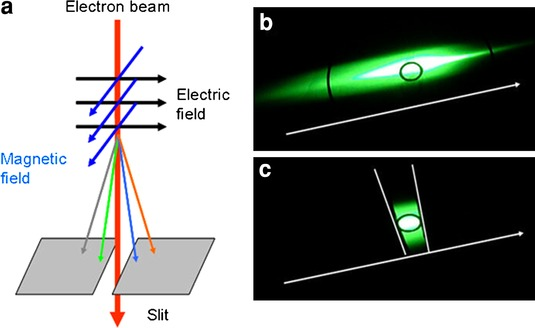 a
Electron beam
Electric
field
Magnetic
field
Slit
b
c